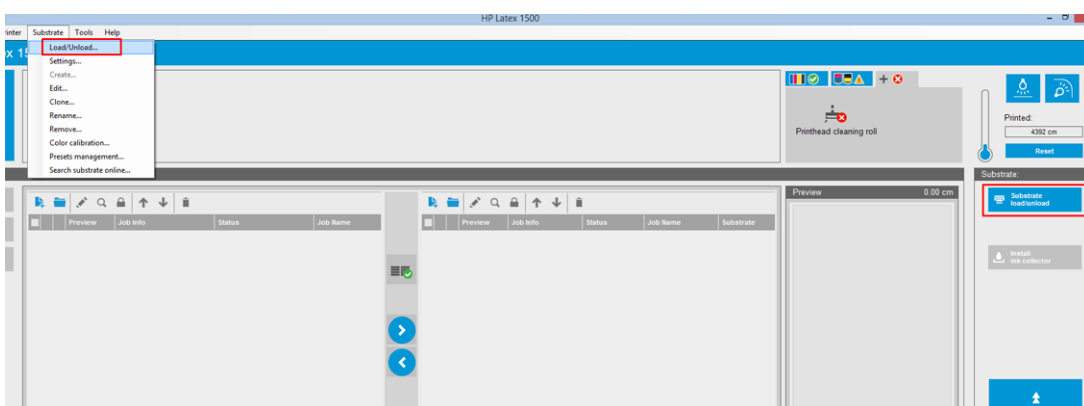 HP Latex 1500
inter Substrate Tools Help
x 15
Load/Unload...
Settings...
Create...
Edit...
Clone...
Rename...
Remove...
Color calibration...
Presets management...
Search substrate online...
Printhead cleaning roll
Printed:
4392 cm
Reset
Substrate:
Substrate
load/unload
Install
ink collector
Preview Job Info Status Job Name
Preview Job Info Status Job Name Substrate
Preview 0.00 cm